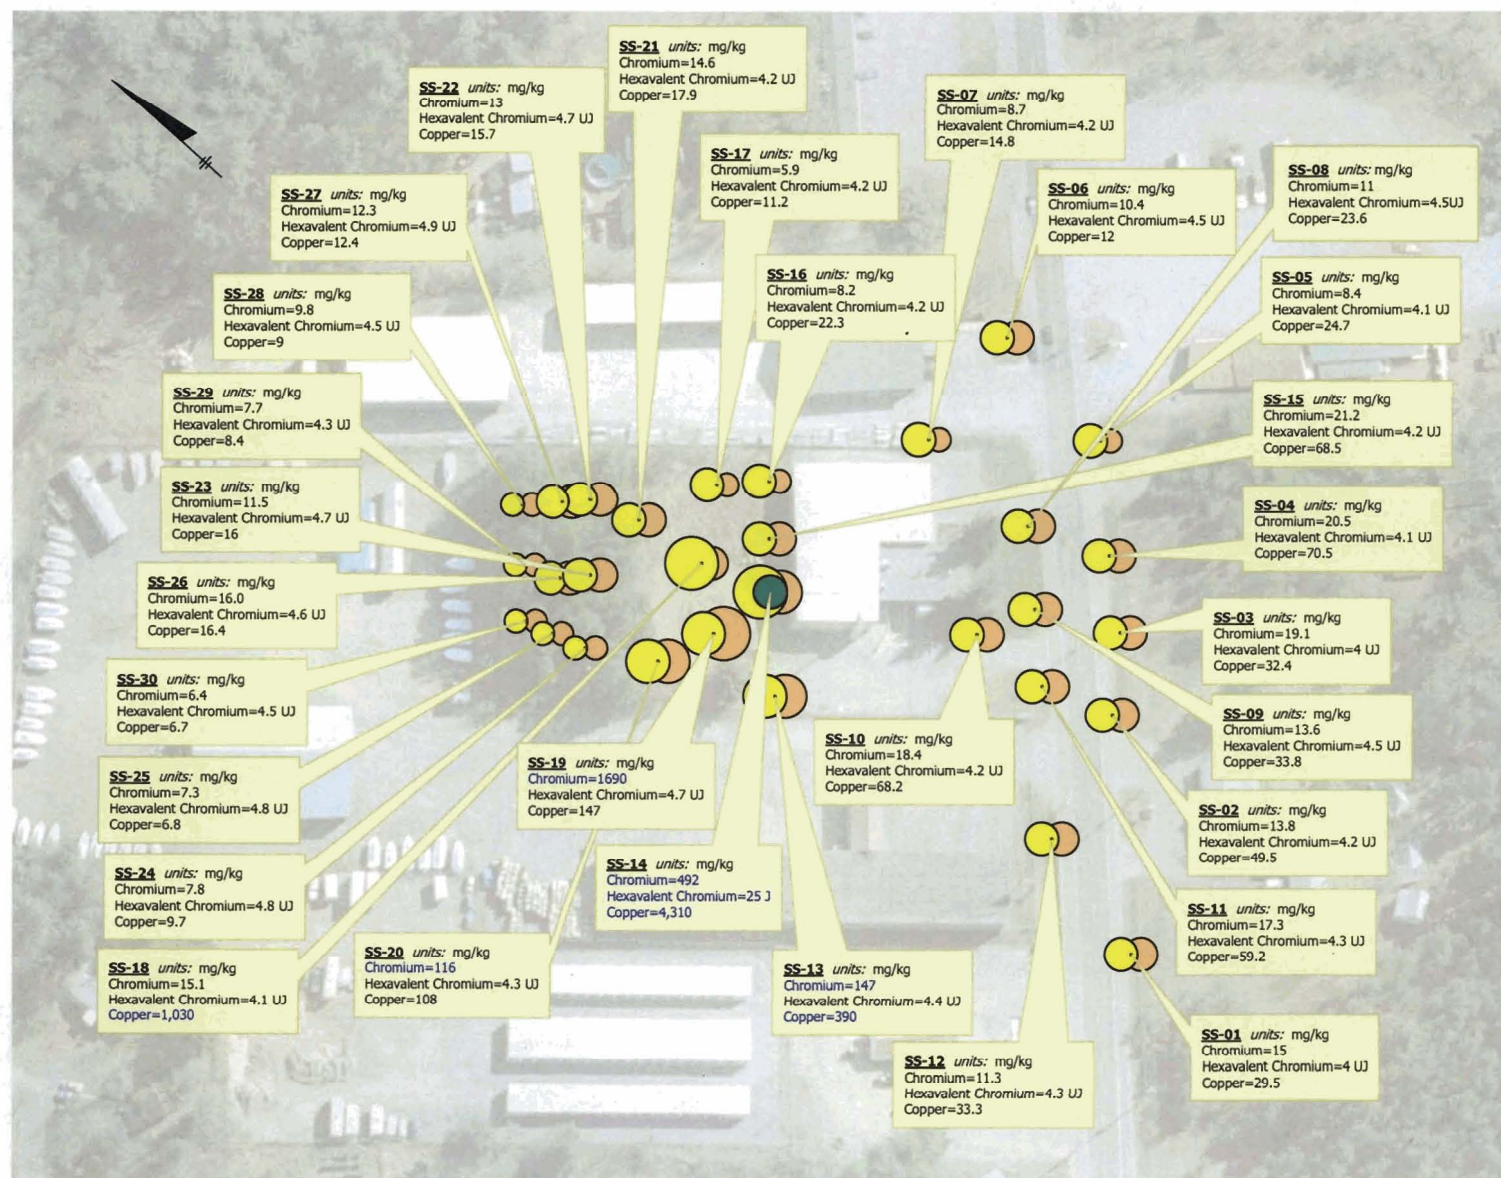 SS-21 units: mg/kg
Chromium=14.6
Hexavalent Chromium=4.2 UJ
Copper=17.9
SS-22 units: mg/kg
Chromium=13
Hexavalent Chromium=4.7 UJ
Copper=15.7
SS-07 units: mg/kg
Chromium=8.7
Hexavalent Chromium=4.2 UJ
Copper=14.8
SS-17 units: mg/kg
Chromium=5.9
Hexavalent Chromium=4.2 UJ
Copper=11.2
SS-08 units: mg/kg
Chromium=11
Hexavalent Chromium=4.5UJ
Copper=23.6
SS-06 units: mg/kg
Chromium=10.4
Hexavalent Chromium=4.5 UJ
Copper=12
SS-27 units: mg/kg
Chromium=12.3
Hexavalent Chromium=4.9 UJ
Copper=12.4
SS-16 units: mg/kg
Chromium=8.2
Hexavalent Chromium=4.2 UJ
Copper=22.3
SS-05 units: mg/kg
Chromium=8.4
Hexavalent Chromium=4.1 UJ
Copper=24.7
SS-28 units: mg/kg
Chromium=9.8
Hexavalent Chromium=4.5 UJ
Copper=9
SS-29 units: mg/kg
Chromium=7.7
Hexavalent Chromium=4.3 UJ
Copper=8.4
SS-15 units: mg/kg
Chromium=21.2
Hexavalent Chromium=4.2 UJ
Copper=68.5
SS-23 units: mg/kg
Chromium=11.5
Hexavalent Chromium=4.7 UJ
Copper=16
SS-04 units: mg/kg
Chromium=20.5
Hexavalent Chromium=4.1 UJ
Copper=70.5
SS-26 units: mg/kg
Chromium=16.0
Hexavalent Chromium=4.6 UJ
Copper=16.4
SS-03 units: mg/kg
Chromium=19.1
Hexavalent Chromium=4 UJ
Copper=32.4
SS-30 units: mg/kg
Chromium=6.4
Hexavalent Chromium=4.5 UJ
Copper=6.7
SS-09 units: mg/kg
Chromium=13.6
Hexavalent Chromium=4.5 UJ
Copper=33.8
SS-10 units: mg/kg
Chromium=18.4
Hexavalent Chromium=4.2 UJ
Copper=68.2
SS-19 units: mg/kg
Chromium=1690
Hexavalent Chromium=4.7 UJ
Copper=147
SS-25 units: mg/kg
Chromium=7.3
Hexavalent Chromium=4.8 UJ
Copper=6.8
SS-02 units: mg/kg
Chromium=13.8
Hexavalent Chromium=4.2 UJ
Copper=49.5
SS-14 units: mg/kg
Chromium=492
Hexavalent Chromium=25 J
Copper=4,310
SS-24 units: mg/kg
Chromium=7.8
Hexavalent Chromium=4.8 UJ
Copper=9.7
SS-11 units: mg/kg
Chromium=17.3
Hexavalent Chromium=4.3 UJ
Copper=59.2
SS-18 units: mg/kg
Chromium=15.1
Hexavalent Chromium=4.1 UJ
Copper=1,030
SS-20 units: mg/kg
Chromium=116
Hexavalent Chromium=4.3 UJ
Copper=108
SS-13 units: mg/kg
Chromium=147
Hexavalent Chromium=4.4 UJ
Copper=390
SS-01 units: mg/kg
Chromium=15
Hexavalent Chromium=4 UJ
Copper=29.5
SS-12 units: mg/kg
Chromium=11.3
Hexavalent Chromium=4.3 UJ
Copper=33.3